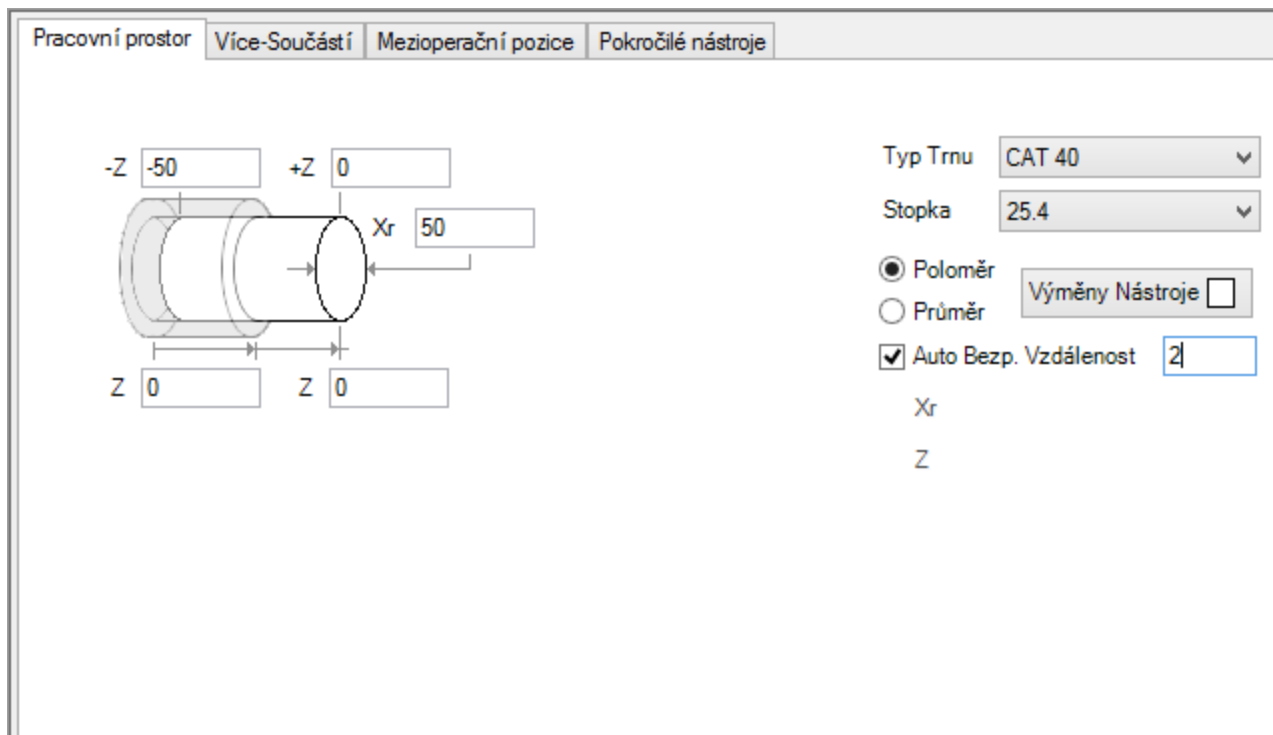 Pracovní prostor Více-Součástí Mezioperační pozice Pokročilé nástroje
-Z -50 +Z 0
Xr 50
Z 0 Z 0
Typ Trnu CAT 40
Stopka 25.4
Poloměr
Průměr
Výměny Nástroje
Auto Bezp. Vzdálenost 2
Xr
Z